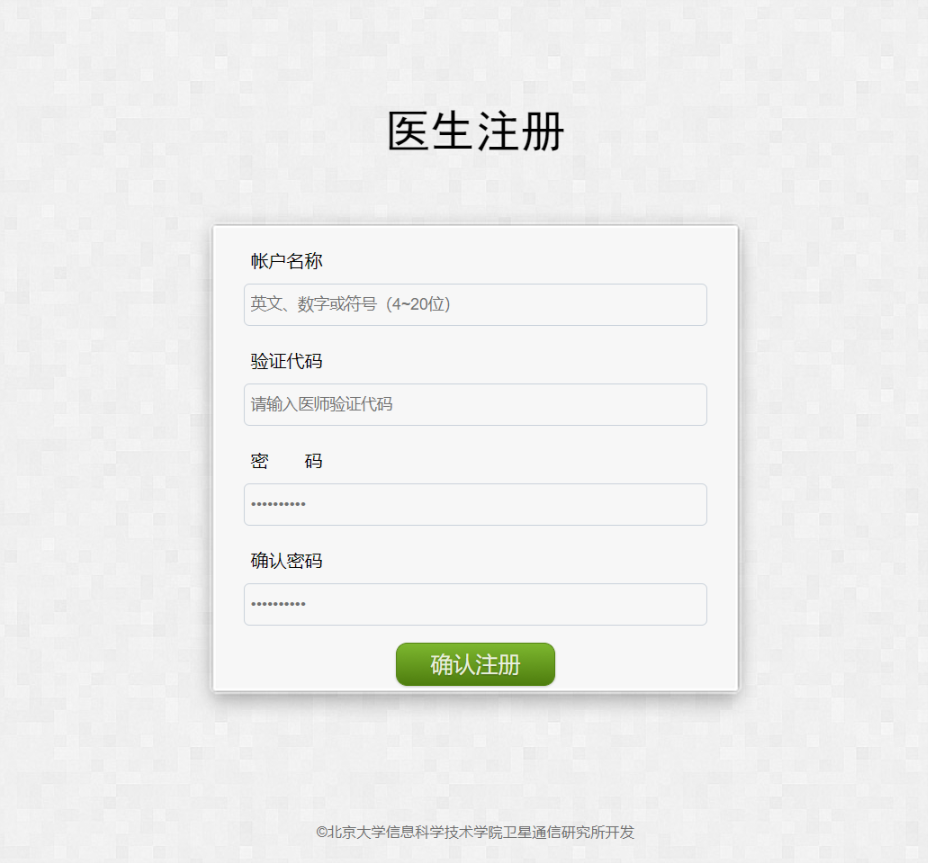 医生注册
帐户名称
英文、数字或符号（4~20位）
验证代码
请输入医师验证代码
密　　码
••••••••••
确认密码
••••••••••
确认注册
©北京大学信息科学技术学院卫星通信研究所开发